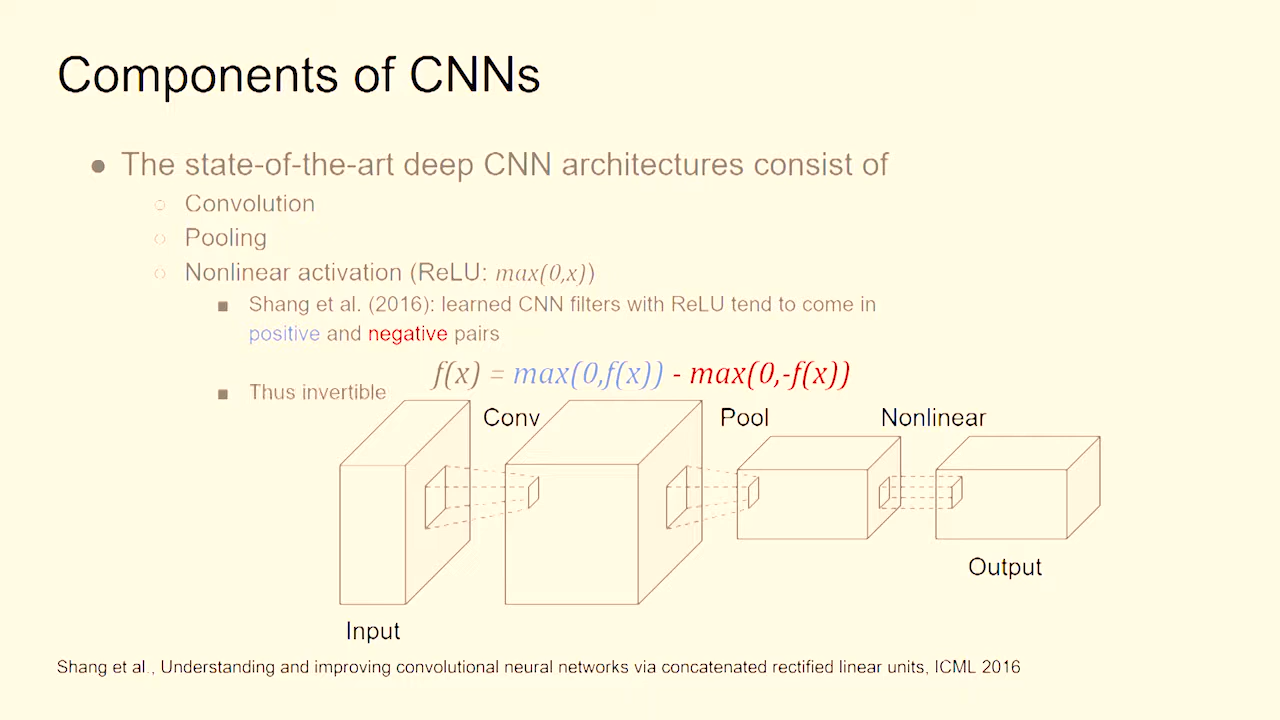 Components of CNNs
● The state-of-the-art deep CNN architectures consist of
○ Convolution
○ Pooling
○ Nonlinear activation (ReLU: max(0,x))
■ Shang et al. (2016): learned CNN filters with ReLU tend to come in
positive and negative pairs
f(x) = max(0,f(x)) - max(0,-f(x))
■ Thus invertible
Conv
Pool
Nonlinear
Output
Input
Shang et al., Understanding and improving convolutional neural networks via concatenated rectified linear units, ICML 2016